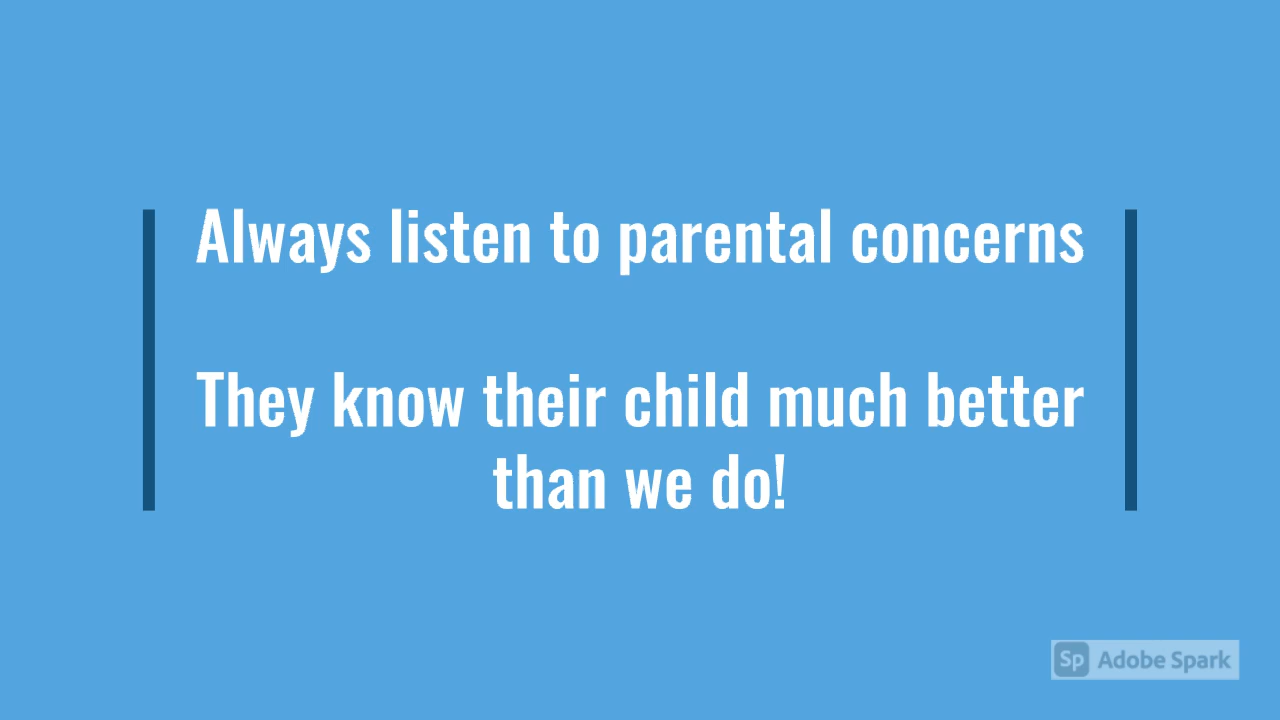 Always listen to parental concerns
They know their child much better
than we do!
Sp Adobe Spark